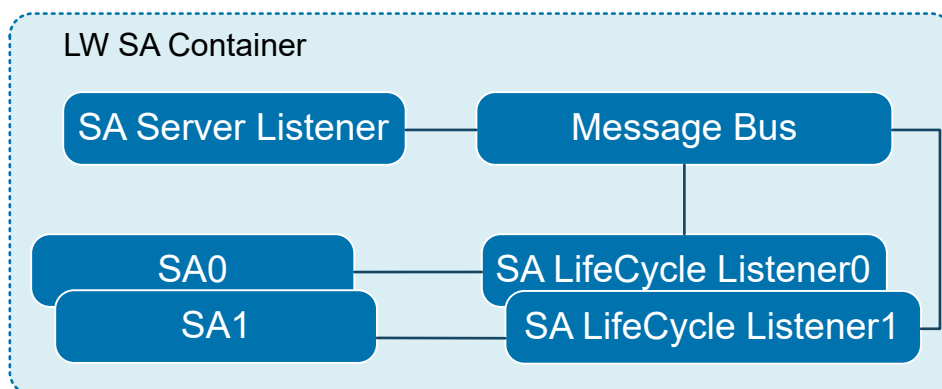 LW SA Container
SA Server Listener
Message Bus
SA0
SA LifeCycle Listener0
SA1
SA LifeCycle Listener1